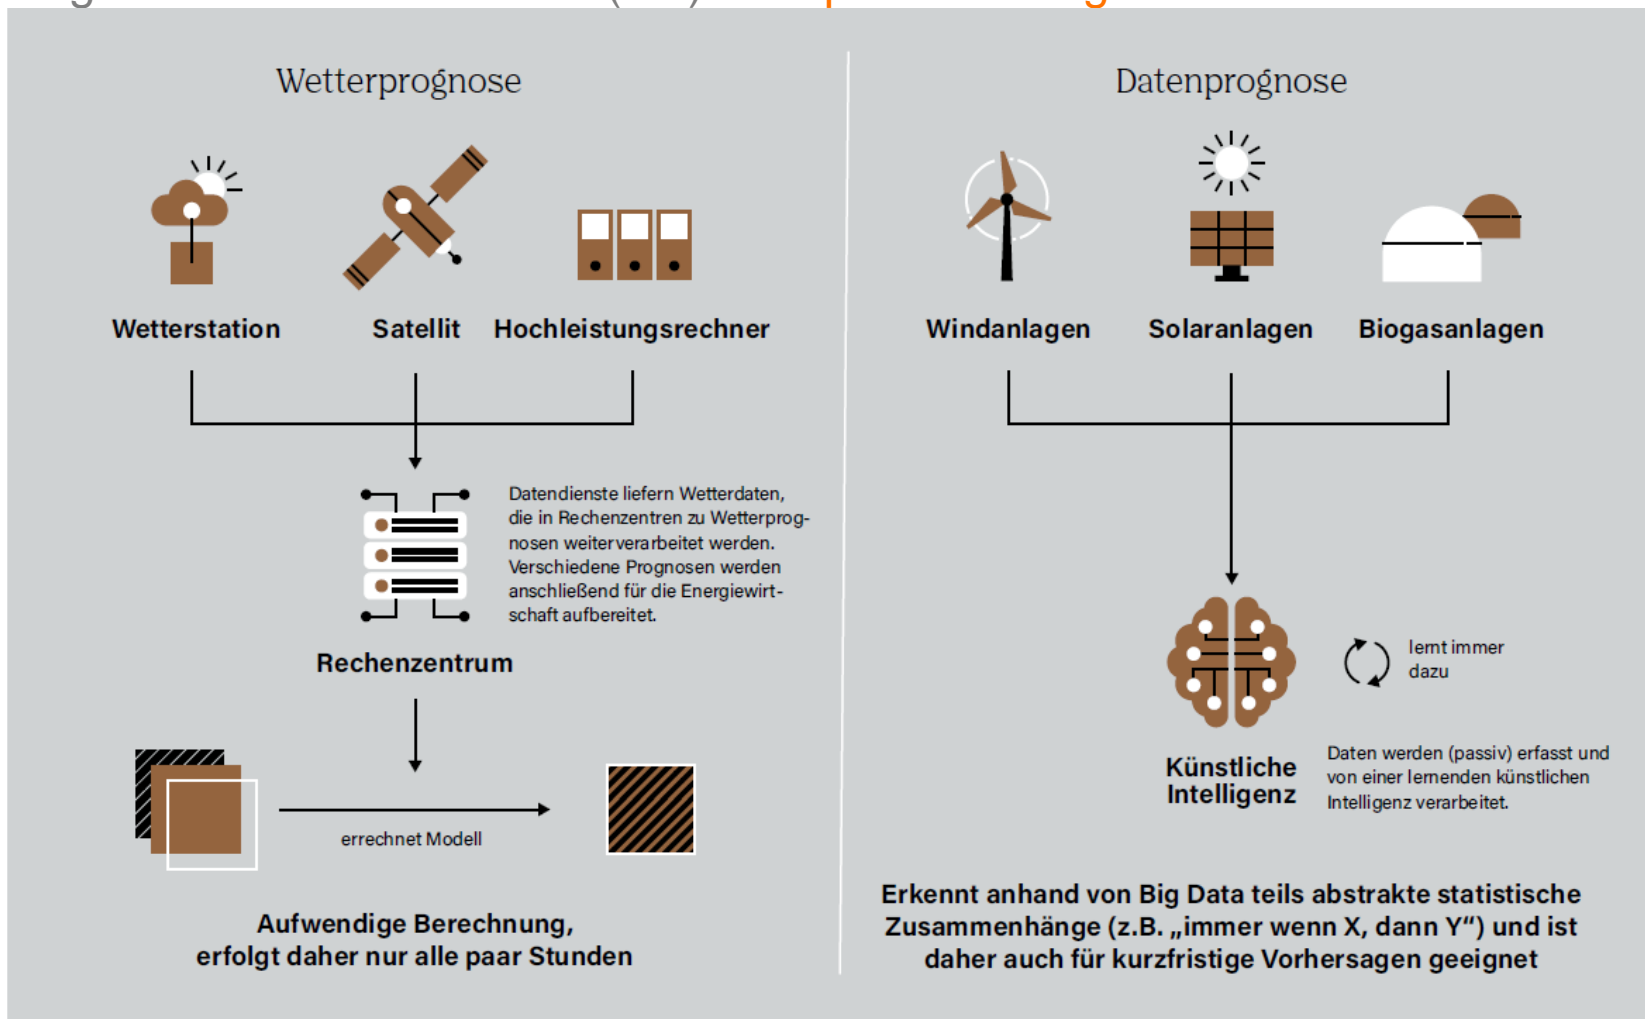 Wetterprognose
Wetterstation
Satellit
Hochleistungsrechner
Datendienste liefern Wetterdaten,
die in Rechenzentren zu Wetterprog-
nosen weiterverarbeitet werden.
Verschiedene Prognosen werden
anschließend für die Energiewirt-
schaft aufbereitet.
Rechenzentrum
errechnet Modell
Aufwendige Berechnung,
erfolgt daher nur alle paar Stunden
Datenprognose
Windanlagen
Solaranlagen
Biogasanlagen
lernt immer
dazu
Künstliche
Intelligenz
Daten werden (passiv) erfasst und
von einer lernenden künstlichen
Intelligenz verarbeitet.
Erkennt anhand von Big Data teils abstrakte statistische
Zusammenhänge (z.B. „immer wenn X, dann Y“) und ist
daher auch für kurzfristige Vorhersagen geeignet